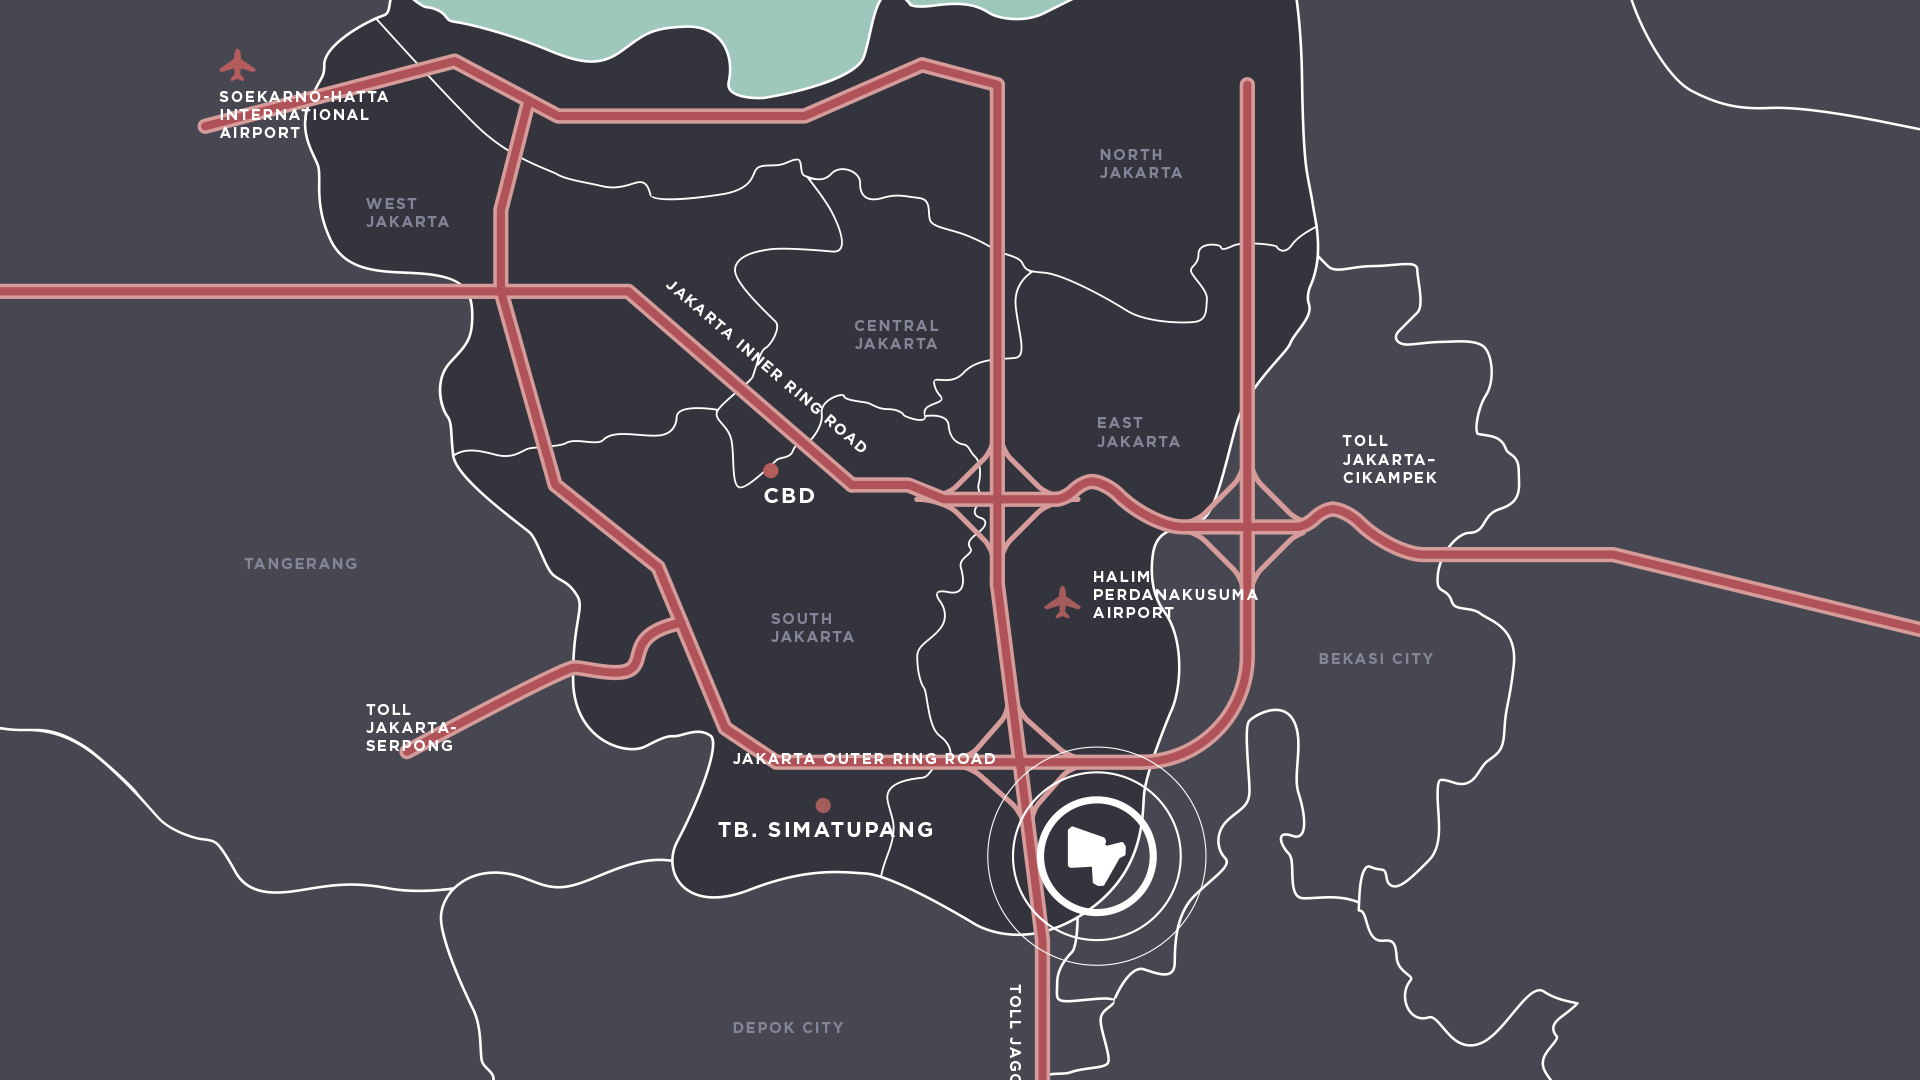 SOEKARNO-HATTA
INTERNATIONAL
AIRPORT
NORTH
JAKARTA
WEST
JAKARTA
JAKARTA INNER RING ROAD
CENTRAL
JAKARTA
EAST
JAKARTA
TOLL
JAKARTA–
CIKAMPEK
CBD
TANGERANG
HALIM
PERDANAKUSUMA
AIRPORT
SOUTH
JAKARTA
BEKASI CITY
TOLL
JAKARTA-
SERPONG
JAKARTA OUTER RING ROAD
TB. SIMATUPANG
DEPOK CITY
TOLL